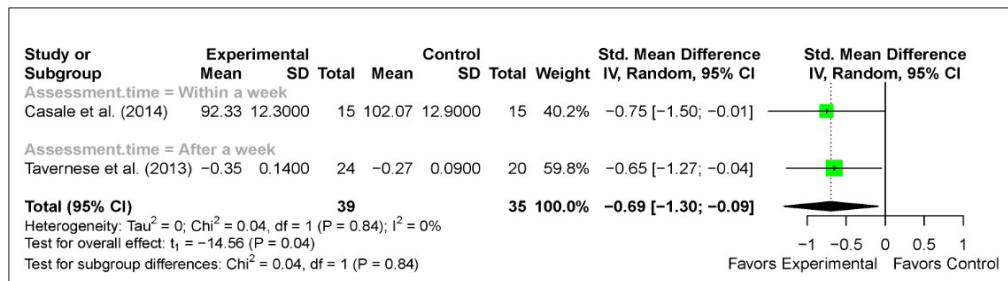 Study or Experimental Control Std. Mean Difference Std. Mean Difference
Subgroup Mean SD Total Mean SD Total Weight IV, Random, 95% CI IV, Random, 95% CI
Assessment.time = Within a week
Casale et al. (2014) 92.33 12.3000 15 102.07 12.9000 15 40.2% −0.75 [−1.50; −0.01]
Assessment.time = After a week
Tavernese et al. (2013) −0.35 0.1400 24 −0.27 0.0900 20 59.8% −0.65 [−1.27; −0.04]
Total (95% CI) 39 35 100.0% −0.69 [−1.30; −0.09]
Heterogeneity: Tau² = 0; Chi² = 0.04, df = 1 (P = 0.84); I² = 0%
Test for overall effect: t₁ = −14.56 (P = 0.04)
Test for subgroup differences: Chi² = 0.04, df = 1 (P = 0.84)
−1 −0.5 0 0.5 1
Favors Experimental Favors Control